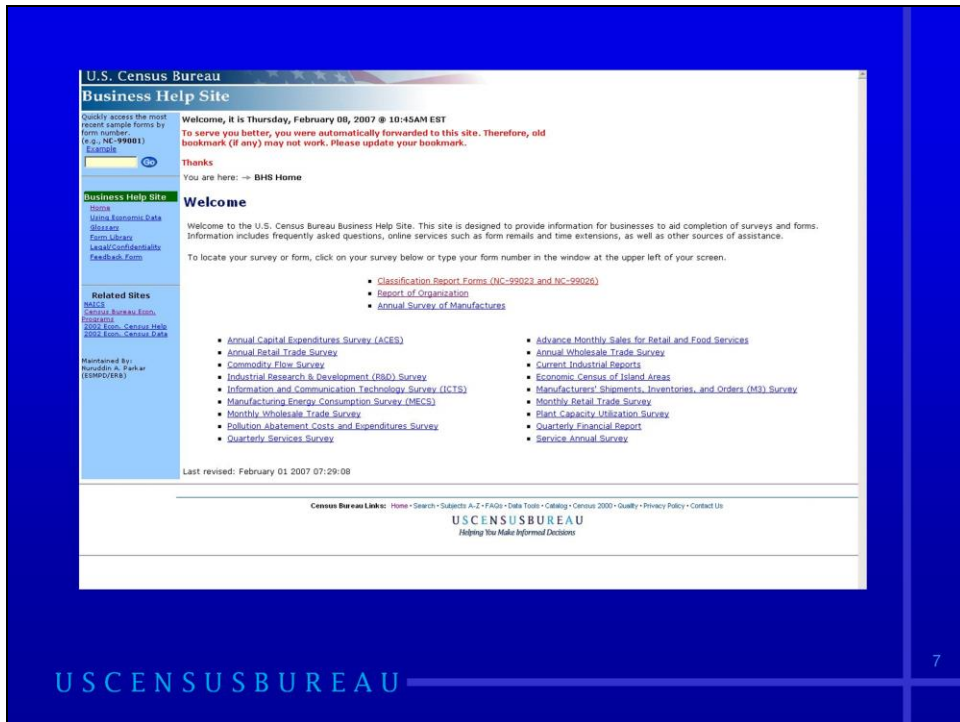 U.S. Census Bureau
Business Help Site
Quickly access the most
recent sample forms by
form number.
(e.g., NC-99001)
Example
Go
Business Help Site
Home
Using Economic Data
Glossary
Form Library
Legal/Confidentiality
Feedback Form
Related Sites
NAICS
Census Bureau Econ.
Programs
2002 Econ. Census Help
2002 Econ. Census Data
Maintained By:
Nuruddin A. Parkar
(ESMPD/ERB)
Welcome, it is Thursday, February 08, 2007 @ 10:45AM EST
To serve you better, you were automatically forwarded to this site. Therefore, old
bookmark (if any) may not work. Please update your bookmark.
Thanks
You are here: → BHS Home
Welcome
Welcome to the U.S. Census Bureau Business Help Site. This site is designed to provide information for businesses to aid completion of surveys and forms.
Information includes frequently asked questions, online services such as form remails and time extensions, as well as other sources of assistance.
To locate your survey or form, click on your survey below or type your form number in the window at the upper left of your screen.
▪ Classification Report Forms (NC-99023 and NC-99026)
▪ Report of Organization
▪ Annual Survey of Manufactures
▪ Annual Capital Expenditures Survey (ACES)
▪ Annual Retail Trade Survey
▪ Commodity Flow Survey
▪ Industrial Research & Development (R&D) Survey
▪ Information and Communication Technology Survey (ICTS)
▪ Manufacturing Energy Consumption Survey (MECS)
▪ Monthly Wholesale Trade Survey
▪ Pollution Abatement Costs and Expenditures Survey
▪ Quarterly Services Survey
▪ Advance Monthly Sales for Retail and Food Services
▪ Annual Wholesale Trade Survey
▪ Current Industrial Reports
▪ Economic Census of Island Areas
▪ Manufacturers' Shipments, Inventories, and Orders (M3) Survey
▪ Monthly Retail Trade Survey
▪ Plant Capacity Utilization Survey
▪ Quarterly Financial Report
▪ Service Annual Survey
Last revised: February 01 2007 07:29:08
Census Bureau Links: Home • Search • Subjects A-Z • FAQs • Data Tools • Catalog • Census 2000 • Quality • Privacy Policy • Contact Us
USCENSUSBUREAU
Helping You Make Informed Decisions
USCENSUSBUREAU
7